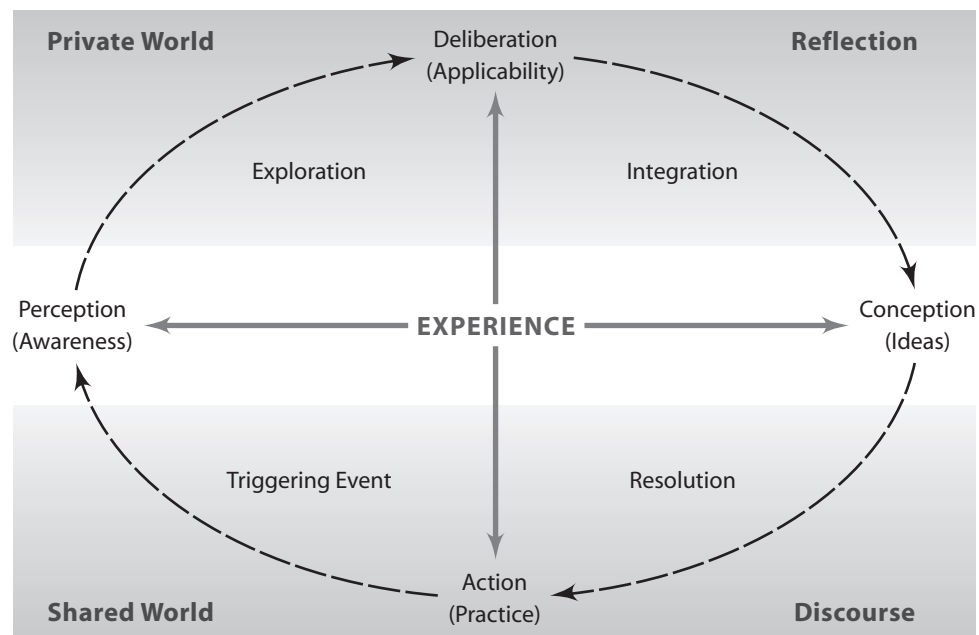 Private World
Deliberation
(Applicability)
Reflection
Exploration
Integration
Perception
(Awareness)
EXPERIENCE
Conception
(Ideas)
Triggering Event
Resolution
Action
(Practice)
Shared World
Discourse